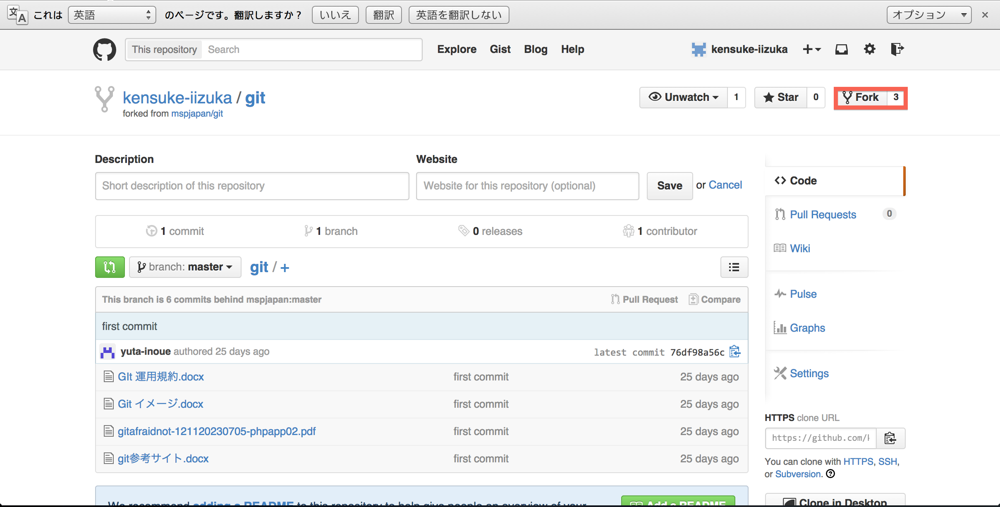 文A これは 英語 のページです。翻訳しますか？ いいえ 翻訳 英語を翻訳しない オプション ×
This repository Search Explore Gist Blog Help kensuke-iizuka
kensuke-iizuka / git
forked from mspjapan/git
Unwatch 1 Star 0 Fork 3
Description
Short description of this repository
Website
Website for this repository (optional)
Save or Cancel
1 commit 1 branch 0 releases 1 contributor
branch: master git / +
This branch is 6 commits behind mspjapan:master Pull Request Compare
first commit
yuta-inoue authored 25 days ago latest commit 76df98a56c
GIt 運用規約.docx first commit 25 days ago
Git イメージ.docx first commit 25 days ago
gitafraidnot-121120230705-phpapp02.pdf first commit 25 days ago
git参考サイト.docx first commit 25 days ago
We recommend adding a README to this repository to help give people an overview of your
Add a README
Code
Pull Requests 0
Wiki
Pulse
Graphs
Settings
HTTPS clone URL
https://github.com/
You can clone with HTTPS, SSH,
or Subversion.
Clone in Desktop